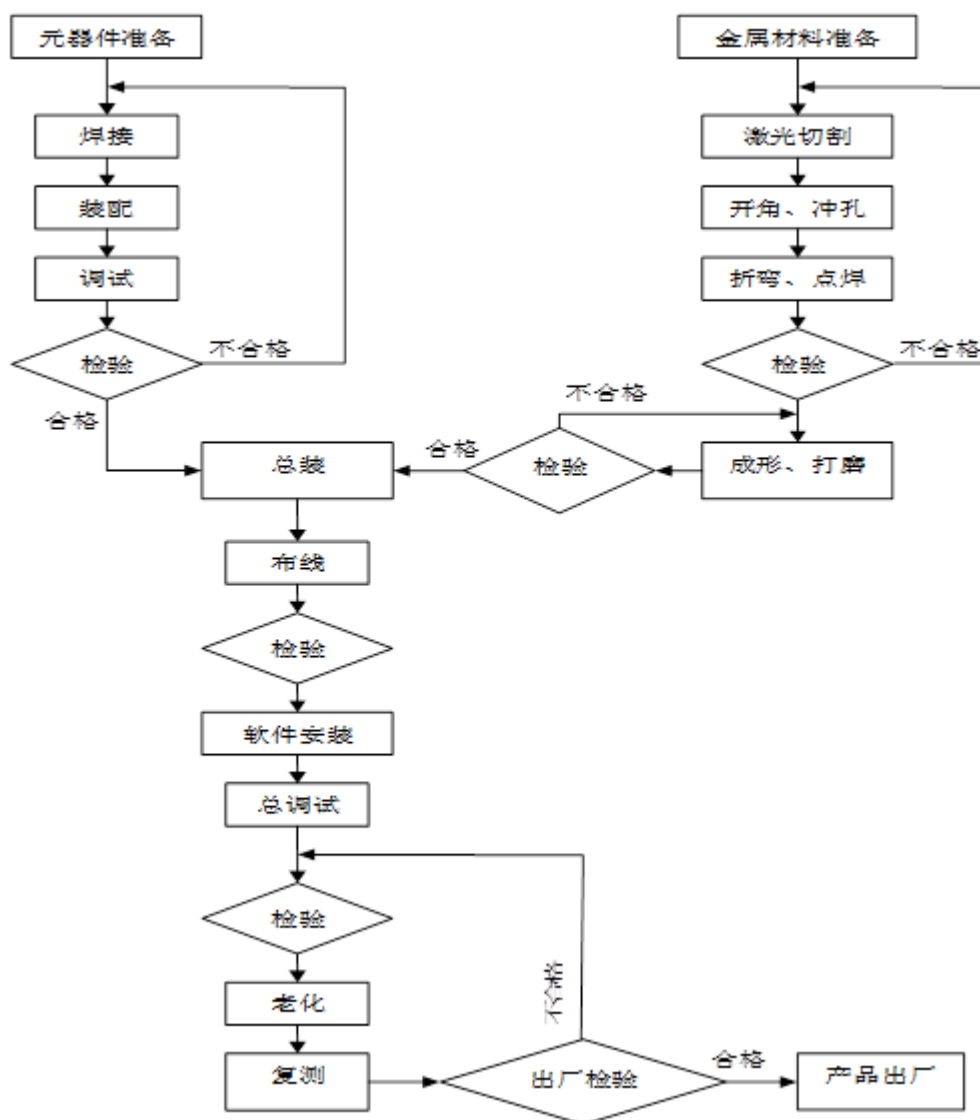 元器件准备
金属材料准备
焊接
激光切割
装配
开角、冲孔
调试
折弯、点焊
检验
不合格
检验
不合格
不合格
合格
合格
总装
检验
成形、打磨
布线
检验
软件安装
总调试
检验
不合格
老化
复测
出厂检验
合格
产品出厂